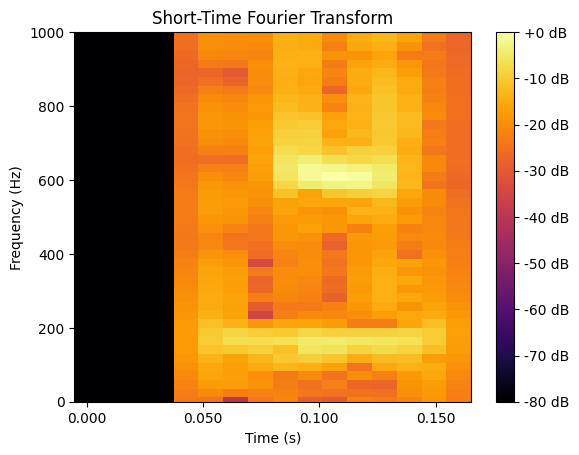 Short-Time Fourier Transform
1000
800
600
400
200
0
Frequency (Hz)
0.000
0.050
0.100
0.150
Time (s)
+0 dB
-10 dB
-20 dB
-30 dB
-40 dB
-50 dB
-60 dB
-70 dB
-80 dB